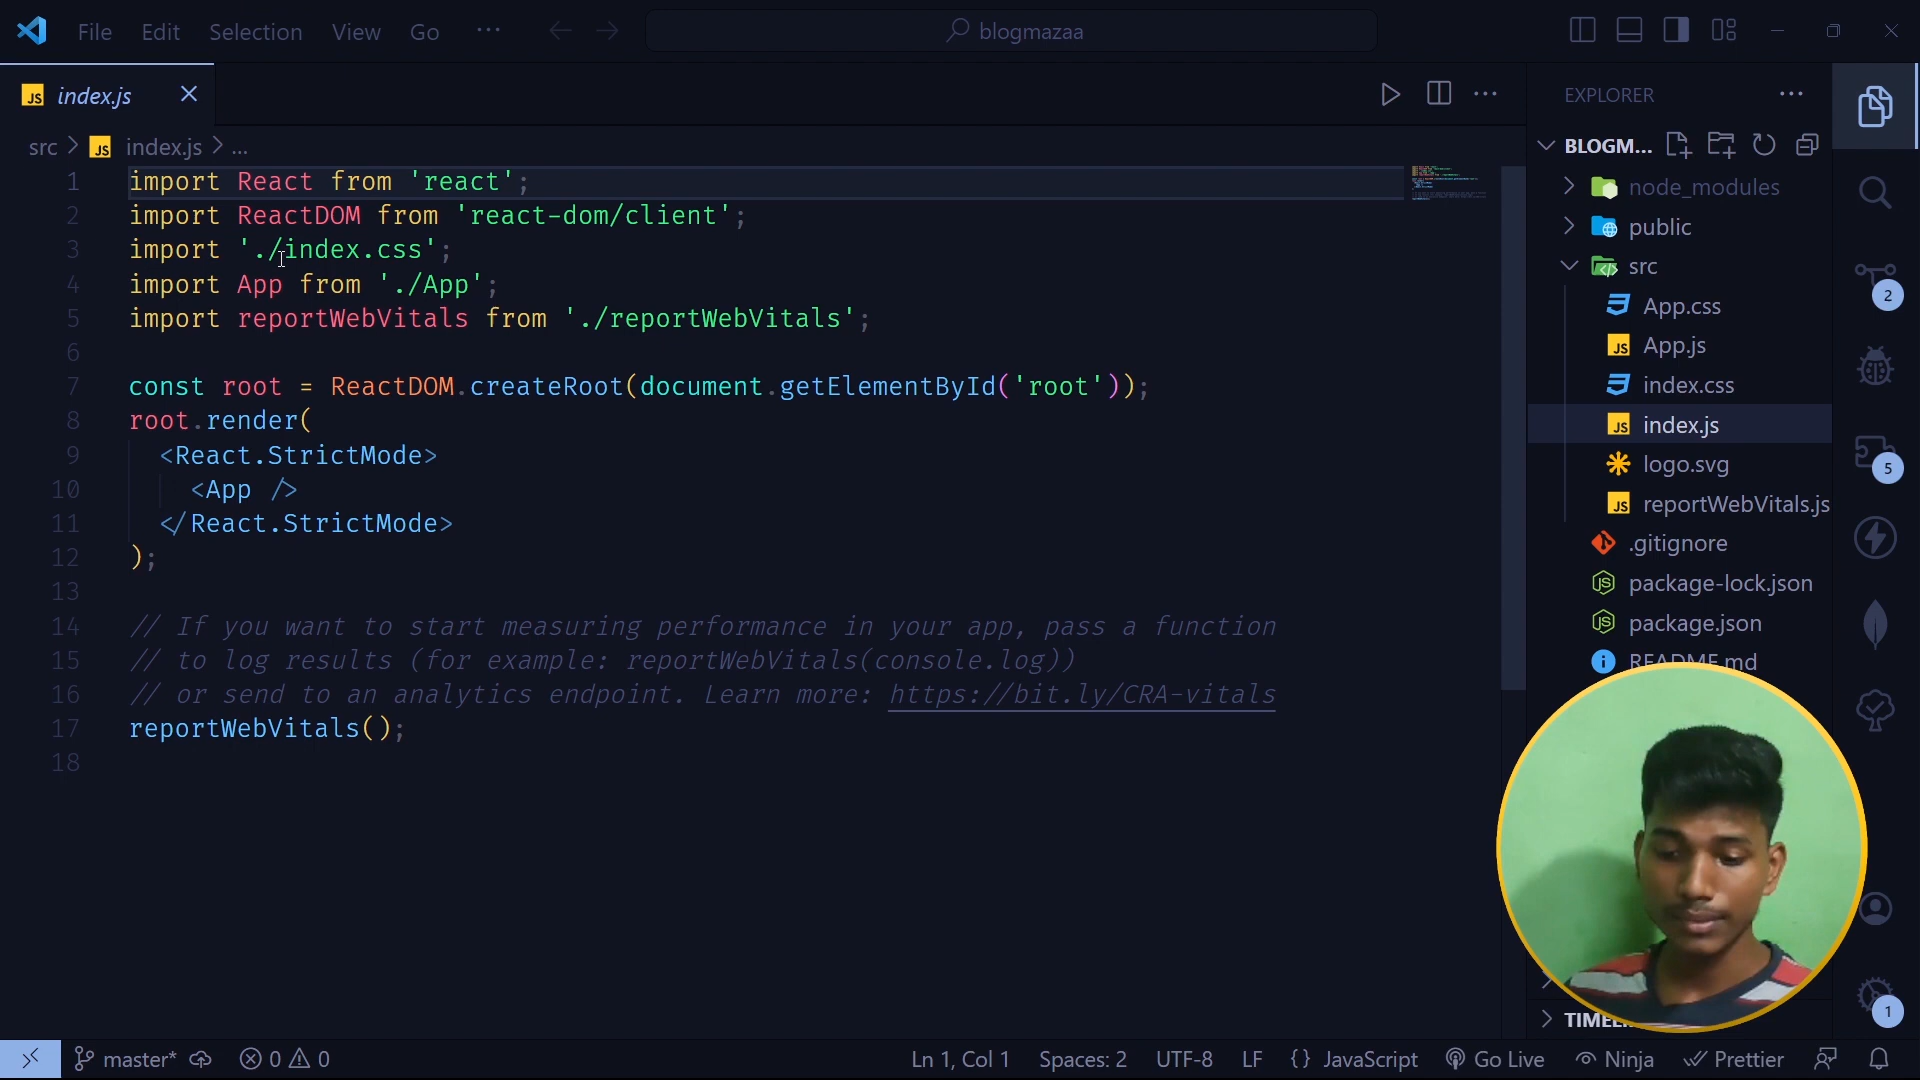 File Edit Selection View Go ··· blogmazaa
index.js
EXPLORER
src > index.js > ...
BLOGM...
1 import React from 'react';
2 import ReactDOM from 'react-dom/client';
3 import './index.css';
4 import App from './App';
5 import reportWebVitals from './reportWebVitals';
6
7 const root = ReactDOM.createRoot(document.getElementById('root'));
8 root.render(
9 <React.StrictMode>
10 <App />
11 </React.StrictMode>
12 );
13
14 // If you want to start measuring performance in your app, pass a function
15 // to log results (for example: reportWebVitals(console.log))
16 // or send to an analytics endpoint. Learn more: https://bit.ly/CRA-vitals
17 reportWebVitals();
18
node_modules
public
src
App.css
JS App.js
index.css
JS index.js
logo.svg
JS reportWebVitals.js
.gitignore
package-lock.json
package.json
README.md
2
5
1
master* 0 0 Ln 1, Col 1 Spaces: 2 UTF-8 LF {} JavaScript Go Live Ninja Prettier